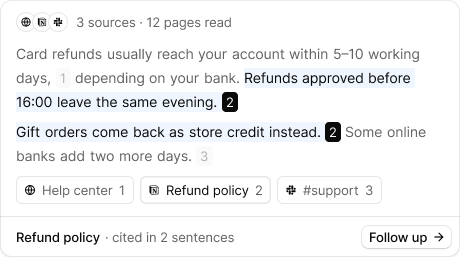 3 sources · 12 pages read
Card refunds usually reach your account within 5–10 working
days, 1 depending on your bank. Refunds approved before
16:00 leave the same evening. 2
Gift orders come back as store credit instead. 2 Some online
banks add two more days. 3
Help center 1 Refund policy 2 #support 3
Refund policy · cited in 2 sentences Follow up →